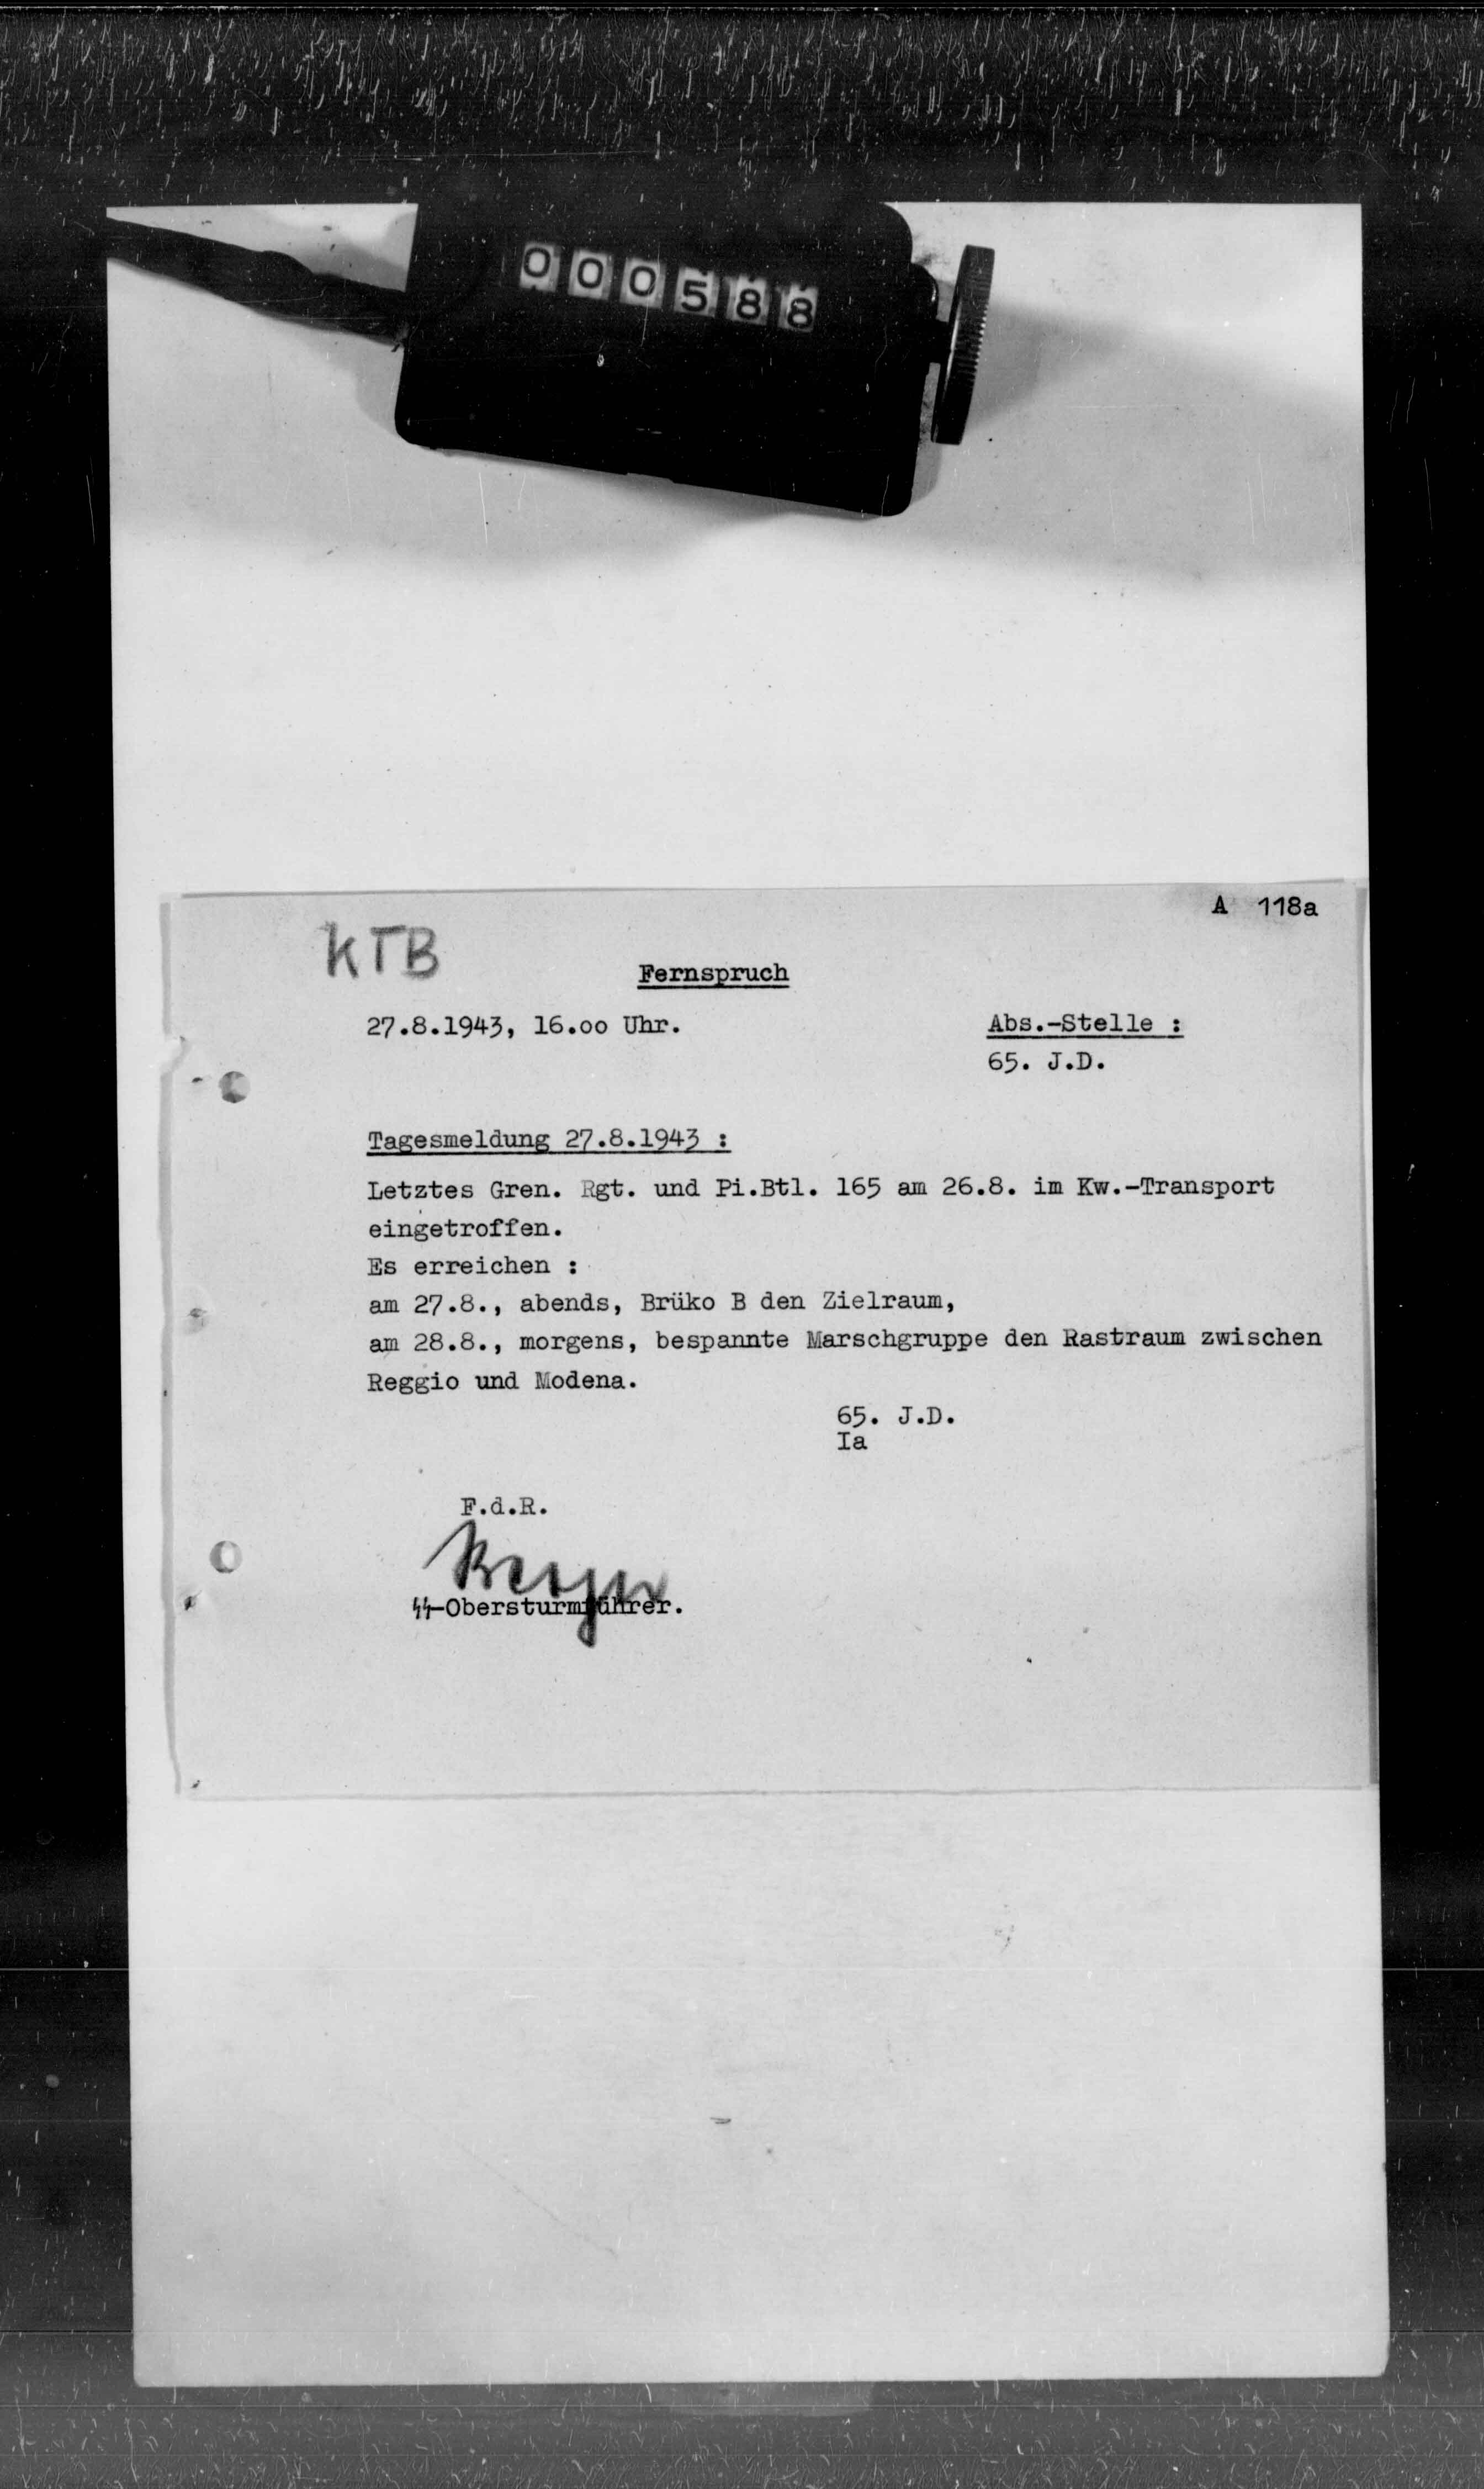 000588
A 118a
KTB
Fernspruch
27.8.1943, 16.oo Uhr.
Abs.-Stelle :
65. J.D.
Tagesmeldung 27.8.1943 :
Letztes Gren. Rgt. und Pi.Btl. 165 am 26.8. im Kw.-Transport
eingetroffen.
Es erreichen :
am 27.8., abends, Brüko B den Zielraum,
am 28.8., morgens, bespannte Marschgruppe den Rastraum zwischen
Reggio und Modena.
65. J.D.
Ia
F.d.R.
Berger
ᛋᛋ-Obersturmführer.